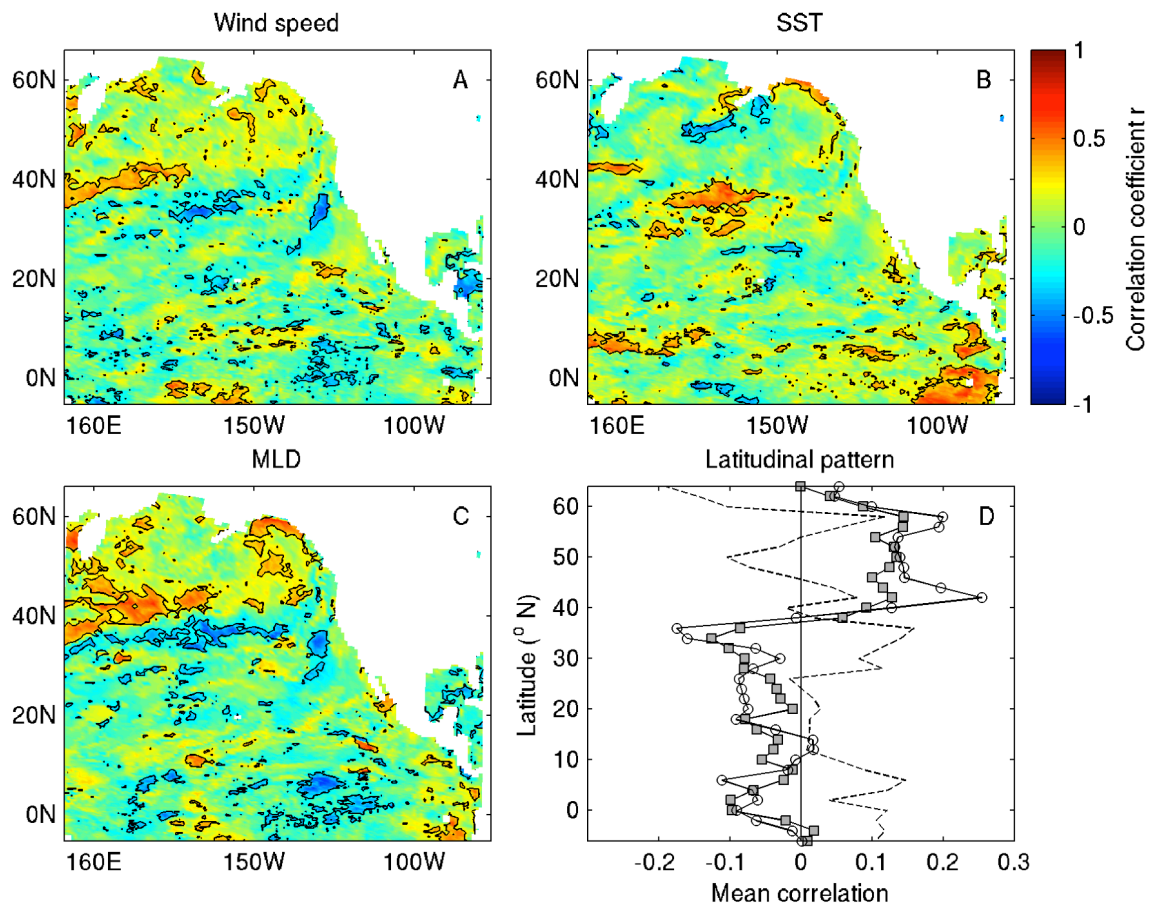 Wind speed
SST
60N
40N
20N
0N
A
160E
150W
100W
60N
40N
20N
0N
B
160E
150W
100W
1
0.5
0
-0.5
-1
Correlation coefficient r
MLD
Latitudinal pattern
60N
40N
20N
0N
C
160E
150W
100W
Latitude (° N)
60
50
40
30
20
10
0
D
-0.2 -0.1 0 0.1 0.2 0.3
Mean correlation